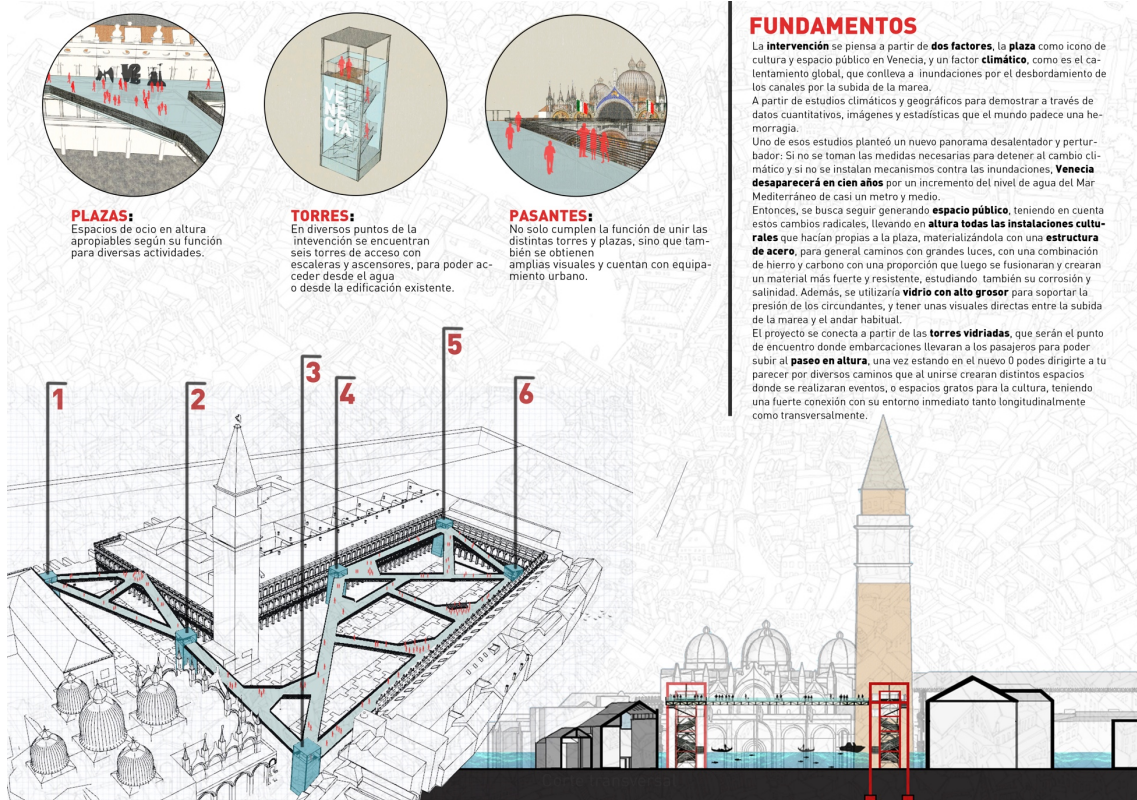 PLAZAS:
Espacios de ocio en altura
apropiables según su función
para diversas actividades.
VE
NE
CIA
TORRES:
En diversos puntos de la
intevención se encuentran
seis torres de acceso con
escaleras y ascensores, para poder ac-
ceder desde el agua
o desde la edificación existente.
PASANTES:
No solo cumplen la función de unir las
distintas torres y plazas, sino que tam-
bién se obtienen
amplias visuales y cuentan con equipa-
miento urbano.
FUNDAMENTOS
La intervención se piensa a partir de dos factores, la plaza como icono de
cultura y espacio público en Venecia, y un factor climático, como es el ca-
lentamiento global, que conlleva a inundaciones por el desbordamiento de
los canales por la subida de la marea.
A partir de estudios climáticos y geográficos para demostrar a través de
datos cuantitativos, imágenes y estadísticas que el mundo padece una he-
morragia.
Uno de esos estudios planteó un nuevo panorama desalentador y pertur-
bador: Si no se toman las medidas necesarias para detener al cambio cli-
mático y si no se instalan mecanismos contra las inundaciones, Venecia
desaparecerá en cien años por un incremento del nivel de agua del Mar
Mediterráneo de casi un metro y medio.
Entonces, se busca seguir generando espacio público, teniendo en cuenta
estos cambios radicales, llevando en altura todas las instalaciones cultu-
rales que hacían propias a la plaza, materializándola con una estructura
de acero, para general caminos con grandes luces, con una combinación
de hierro y carbono con una proporción que luego se fusionaran y crearan
un material más fuerte y resistente, estudiando también su corrosión y
salinidad. Además, se utilizaría vidrio con alto grosor para soportar la
presión de los circundantes, y tener unas visuales directas entre la subida
de la marea y el andar habitual.
El proyecto se conecta a partir de las torres vidriadas, que serán el punto
de encuentro donde embarcaciones llevaran a los pasajeros para poder
subir al paseo en altura, una vez estando en el nuevo 0 podes dirigirte a tu
parecer por diversos caminos que al unirse crearan distintos espacios
donde se realizaran eventos, o espacios gratos para la cultura, teniendo
una fuerte conexión con su entorno inmediato tanto longitudinalmente
como transversalmente.
1
2
3
4
5
6
Corte transversal